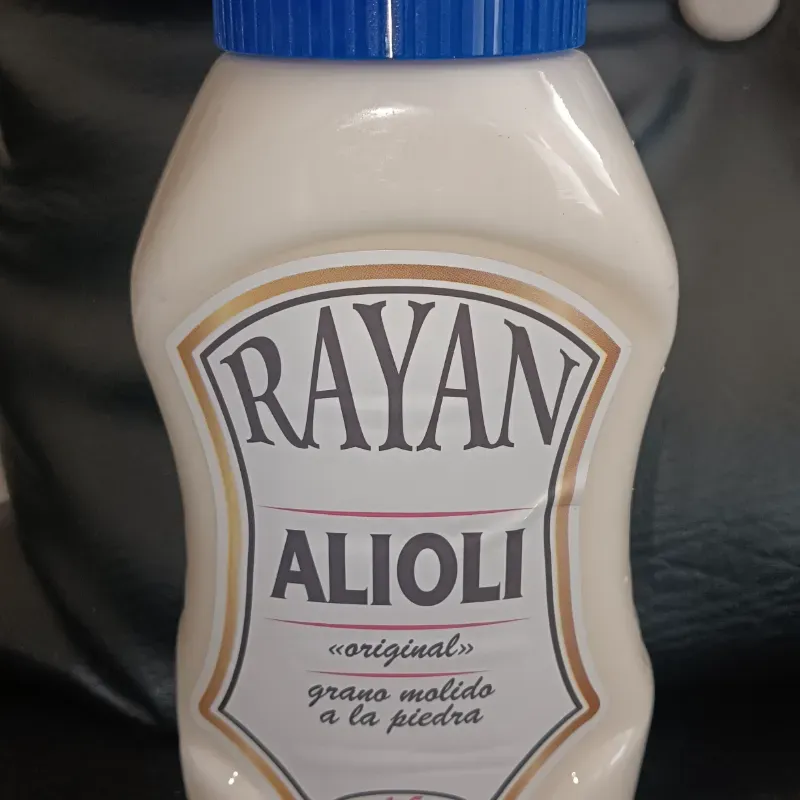 RAYAN
ALIOLI
«original»
grano molido
a la piedra